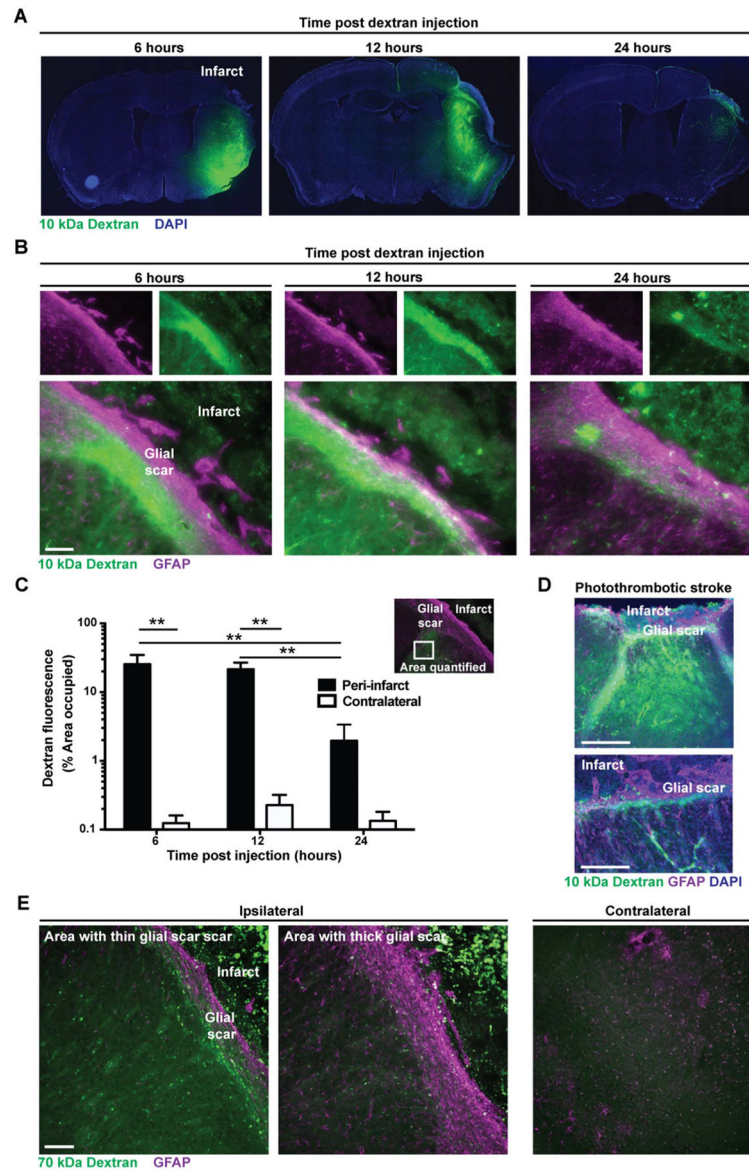 A
Time post dextran injection
6 hours
12 hours
24 hours
Infarct
10 kDa Dextran DAPI
B
Time post dextran injection
6 hours
12 hours
24 hours
Infarct
Glial
scar
10 kDa Dextran GFAP
C
Dextran fluorescence
(% Area occupied)
100
10
1
0.1
**
**
**
**
Glial
scar
Infarct
Area quantified
Peri-infarct
Contralateral
6
12
24
Time post injection (hours)
D
Photothrombotic stroke
Infarct
Glial scar
Infarct
Glial scar
10 kDa Dextran GFAP DAPI
E
Ipsilateral
Contralateral
Area with thin glial scar scar
Area with thick glial scar
Infarct
Glial
scar
70 kDa Dextran GFAP